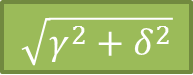 √(γ² + δ²)